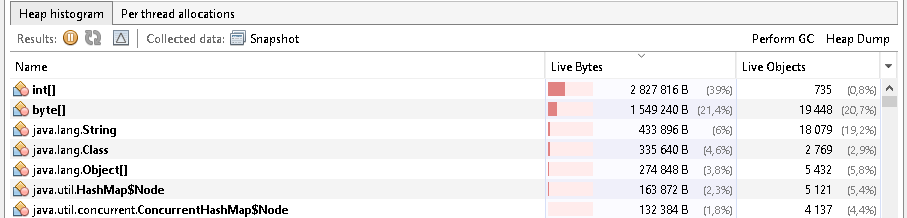 Heap histogram Per thread allocations
Results: Collected data: Snapshot Perform GC Heap Dump
Name Live Bytes Live Objects
int[] 2 827 816 B (39%) 735 (0,8%)
byte[] 1 549 240 B (21,4%) 19 448 (20,7%)
java.lang.String 433 896 B (6%) 18 079 (19,2%)
java.lang.Class 335 640 B (4,6%) 2 769 (2,9%)
java.lang.Object[] 274 848 B (3,8%) 5 432 (5,8%)
java.util.HashMap$Node 163 872 B (2,3%) 5 121 (5,4%)
java.util.concurrent.ConcurrentHashMap$Node 132 384 B (1,8%) 4 137 (4,4%)